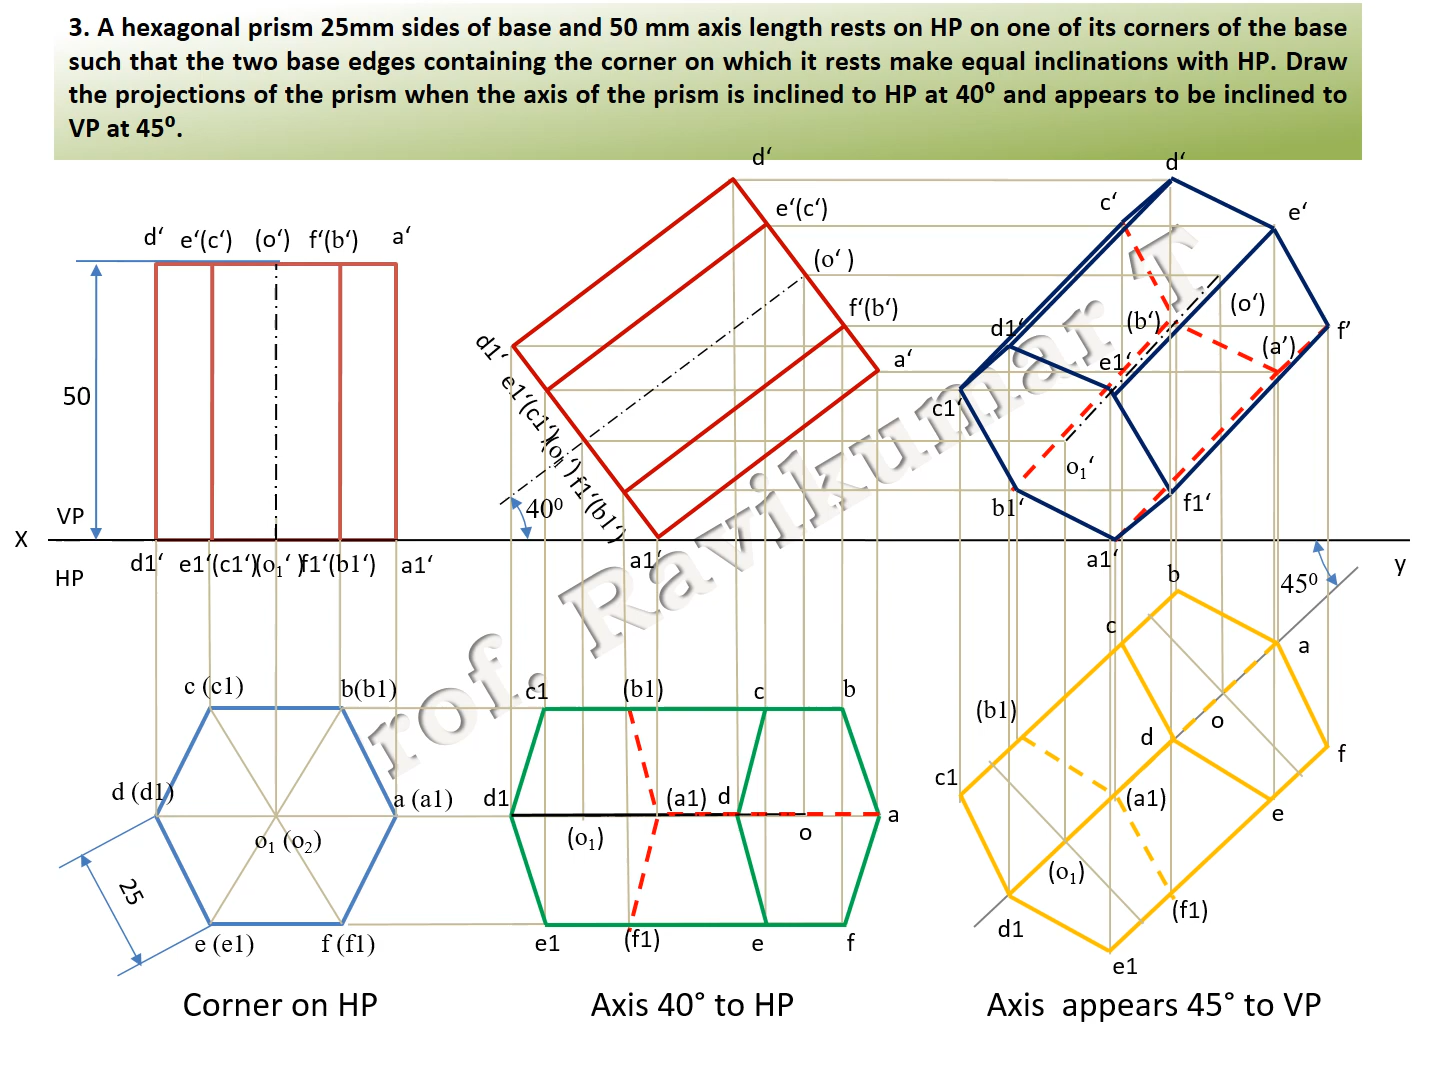 3. A hexagonal prism 25mm sides of base and 50 mm axis length rests on HP on one of its corners of the base
such that the two base edges containing the corner on which it rests make equal inclinations with HP. Draw
the projections of the prism when the axis of the prism is inclined to HP at 40⁰ and appears to be inclined to
VP at 45⁰.
d‘ e‘(c‘) (o‘) f‘(b‘) a‘
50
VP
X
HP
d1‘ e1‘(c1‘)(o₁‘ )f1‘(b1‘) a1‘
c (c1) b(b1)
d (d1) a (a1)
o₁ (o₂)
25
e (e1) f (f1)
Corner on HP
d‘
e‘(c‘)
(o‘ )
f‘(b‘)
a‘
d1‘ e1‘(c1‘)(o₁‘) f1‘(b1‘)
40⁰
a1‘
c1 (b1) c b
d1 (a1) d a
(o₁) o
e1 (f1) e f
Axis 40° to HP
d‘
c‘ e‘
(o‘)
(b‘) f’
(a’)
d1‘
e1‘
c1‘
o₁‘
b1‘ f1‘
a1‘
y
45⁰
b
c a
(b1)
o
d f
c1 (a1) e
(o₁)
(f1)
d1
e1
Axis appears 45° to VP
rof. Ravikumar T